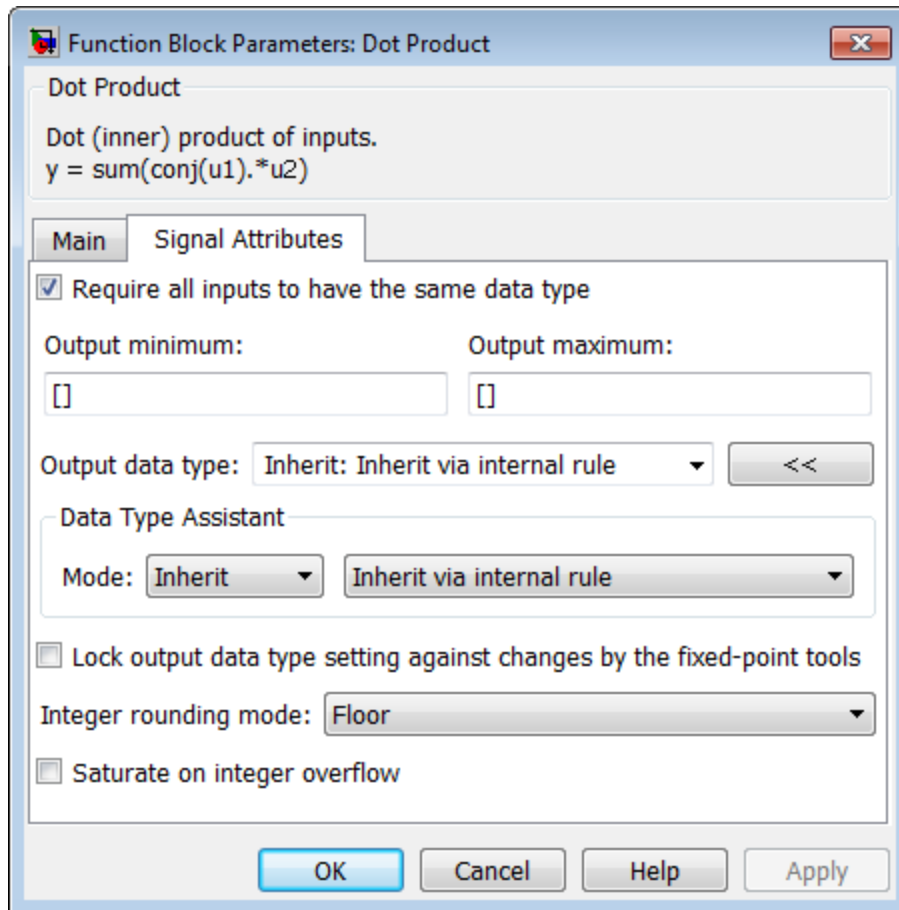 Function Block Parameters: Dot Product
Dot Product
Dot (inner) product of inputs.
y = sum(conj(u1).*u2)
Main Signal Attributes
Require all inputs to have the same data type
Output minimum: Output maximum:
[] []
Output data type: Inherit: Inherit via internal rule <<
Data Type Assistant
Mode: Inherit Inherit via internal rule
Lock output data type setting against changes by the fixed-point tools
Integer rounding mode: Floor
Saturate on integer overflow
OK Cancel Help Apply